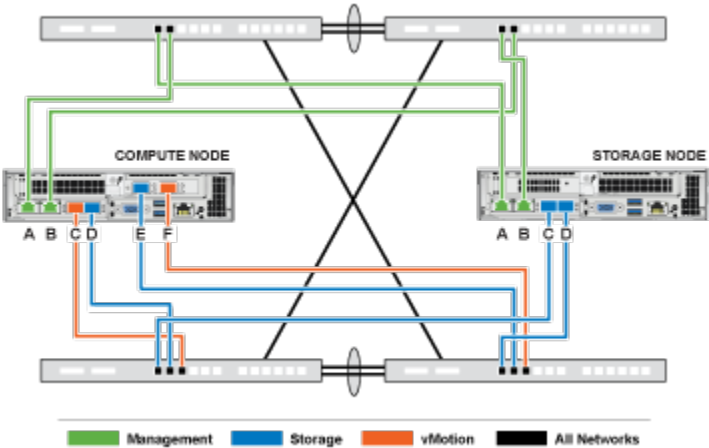 COMPUTE NODE
STORAGE NODE
A B C D E F
A B C D
Management Storage vMotion All Networks